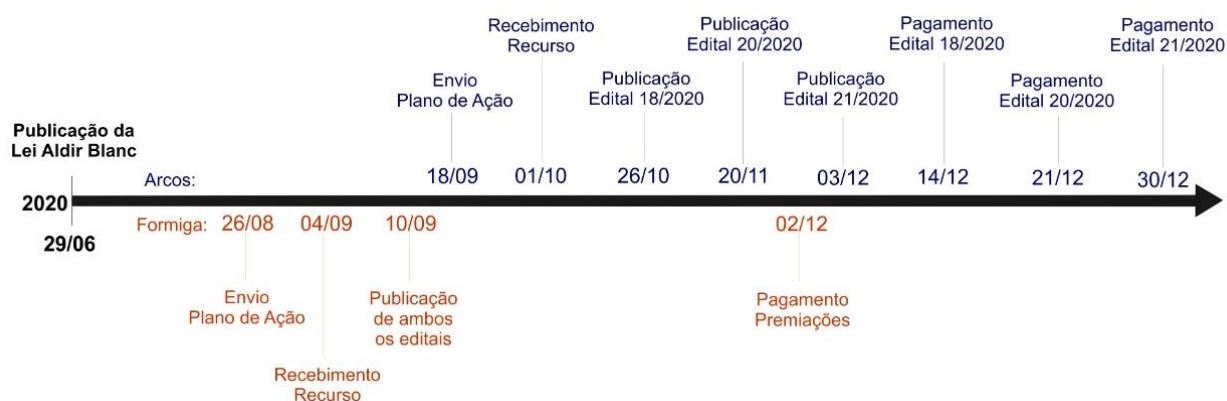 Recebimento
Recurso
Publicação
Edital 20/2020
Pagamento
Edital 18/2020
Pagamento
Edital 21/2020
Envio
Plano de Ação
Publicação
Edital 18/2020
Publicação
Edital 21/2020
Pagamento
Edital 20/2020
Publicação da
Lei Aldir Blanc
Arcos:
18/09
01/10
26/10
20/11
03/12
14/12
21/12
30/12
2020
29/06
Formiga:
26/08
04/09
10/09
02/12
Envio
Plano de Ação
Publicação
de ambos
os editais
Pagamento
Premiações
Recebimento
Recurso